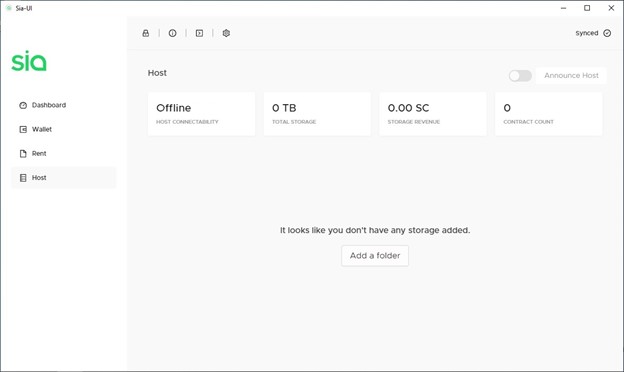 Sia-UI
Synced
sia
Dashboard
Wallet
Rent
Host
Host
Announce Host
Offline
HOST CONNECTABILITY
0 TB
TOTAL STORAGE
0.00 SC
STORAGE REVENUE
0
CONTRACT COUNT
It looks like you don't have any storage added.
Add a folder